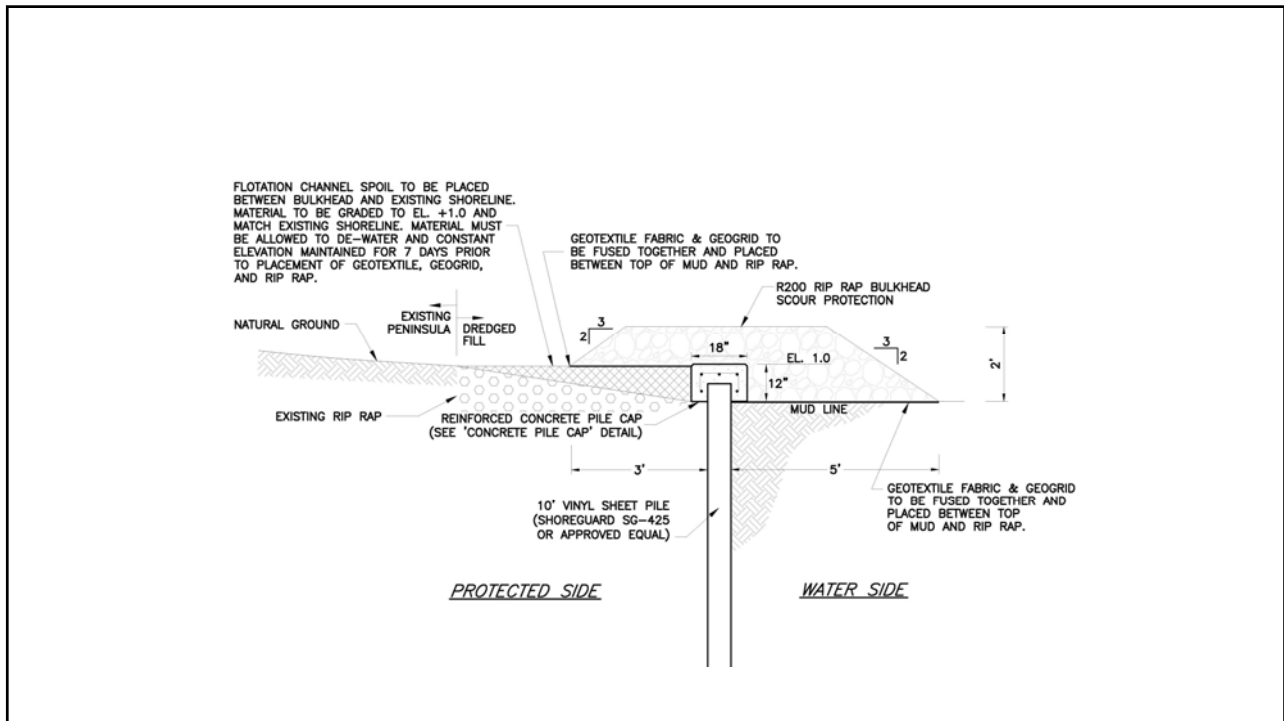 FLOTATION CHANNEL SPOIL TO BE PLACED
BETWEEN BULKHEAD AND EXISTING SHORELINE.
MATERIAL TO BE GRADED TO EL. +1.0 AND
MATCH EXISTING SHORELINE. MATERIAL MUST
BE ALLOWED TO DE-WATER AND CONSTANT
ELEVATION MAINTAINED FOR 7 DAYS PRIOR
TO PLACEMENT OF GEOTEXTILE, GEOGRID,
AND RIP RAP.
GEOTEXTILE FABRIC & GEOGRID TO
BE FUSED TOGETHER AND PLACED
BETWEEN TOP OF MUD AND RIP RAP.
R200 RIP RAP BULKHEAD
SCOUR PROTECTION
EXISTING
PENINSULA
DREDGED
FILL
NATURAL GROUND
3
2
18"
EL. 1.0
3
2
2'
12"
EXISTING RIP RAP
REINFORCED CONCRETE PILE CAP
(SEE 'CONCRETE PILE CAP' DETAIL)
MUD LINE
3'
5'
10' VINYL SHEET PILE
(SHOREGUARD SG-425
OR APPROVED EQUAL)
GEOTEXTILE FABRIC & GEOGRID
TO BE FUSED TOGETHER AND
PLACED BETWEEN TOP
OF MUD AND RIP RAP.
PROTECTED SIDE
WATER SIDE